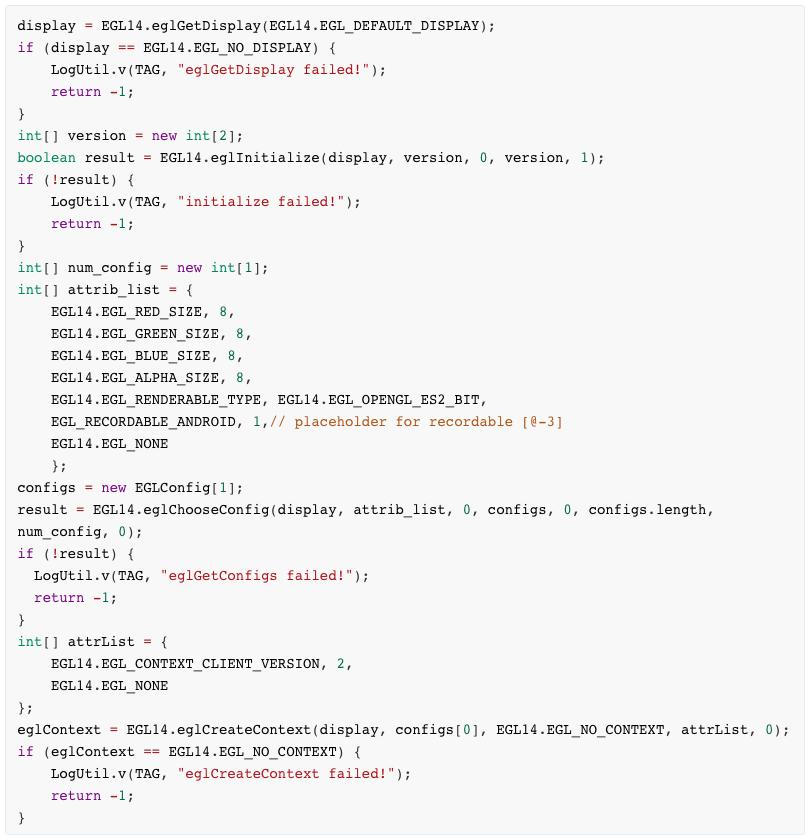 display = EGL14.eglGetDisplay(EGL14.EGL_DEFAULT_DISPLAY);
if (display == EGL14.EGL_NO_DISPLAY) {
    LogUtil.v(TAG, "eglGetDisplay failed!");
    return -1;
}
int[] version = new int[2];
boolean result = EGL14.eglInitialize(display, version, 0, version, 1);
if (!result) {
    LogUtil.v(TAG, "initialize failed!");
    return -1;
}
int[] num_config = new int[1];
int[] attrib_list = {
    EGL14.EGL_RED_SIZE, 8,
    EGL14.EGL_GREEN_SIZE, 8,
    EGL14.EGL_BLUE_SIZE, 8,
    EGL14.EGL_ALPHA_SIZE, 8,
    EGL14.EGL_RENDERABLE_TYPE, EGL14.EGL_OPENGL_ES2_BIT,
    EGL_RECORDABLE_ANDROID, 1,// placeholder for recordable [@-3]
    EGL14.EGL_NONE
    };
configs = new EGLConfig[1];
result = EGL14.eglChooseConfig(display, attrib_list, 0, configs, 0, configs.length,
num_config, 0);
if (!result) {
  LogUtil.v(TAG, "eglGetConfigs failed!");
  return -1;
}
int[] attrList = {
    EGL14.EGL_CONTEXT_CLIENT_VERSION, 2,
    EGL14.EGL_NONE
};
eglContext = EGL14.eglCreateContext(display, configs[0], EGL14.EGL_NO_CONTEXT, attrList, 0);
if (eglContext == EGL14.EGL_NO_CONTEXT) {
    LogUtil.v(TAG, "eglCreateContext failed!");
    return -1;
}